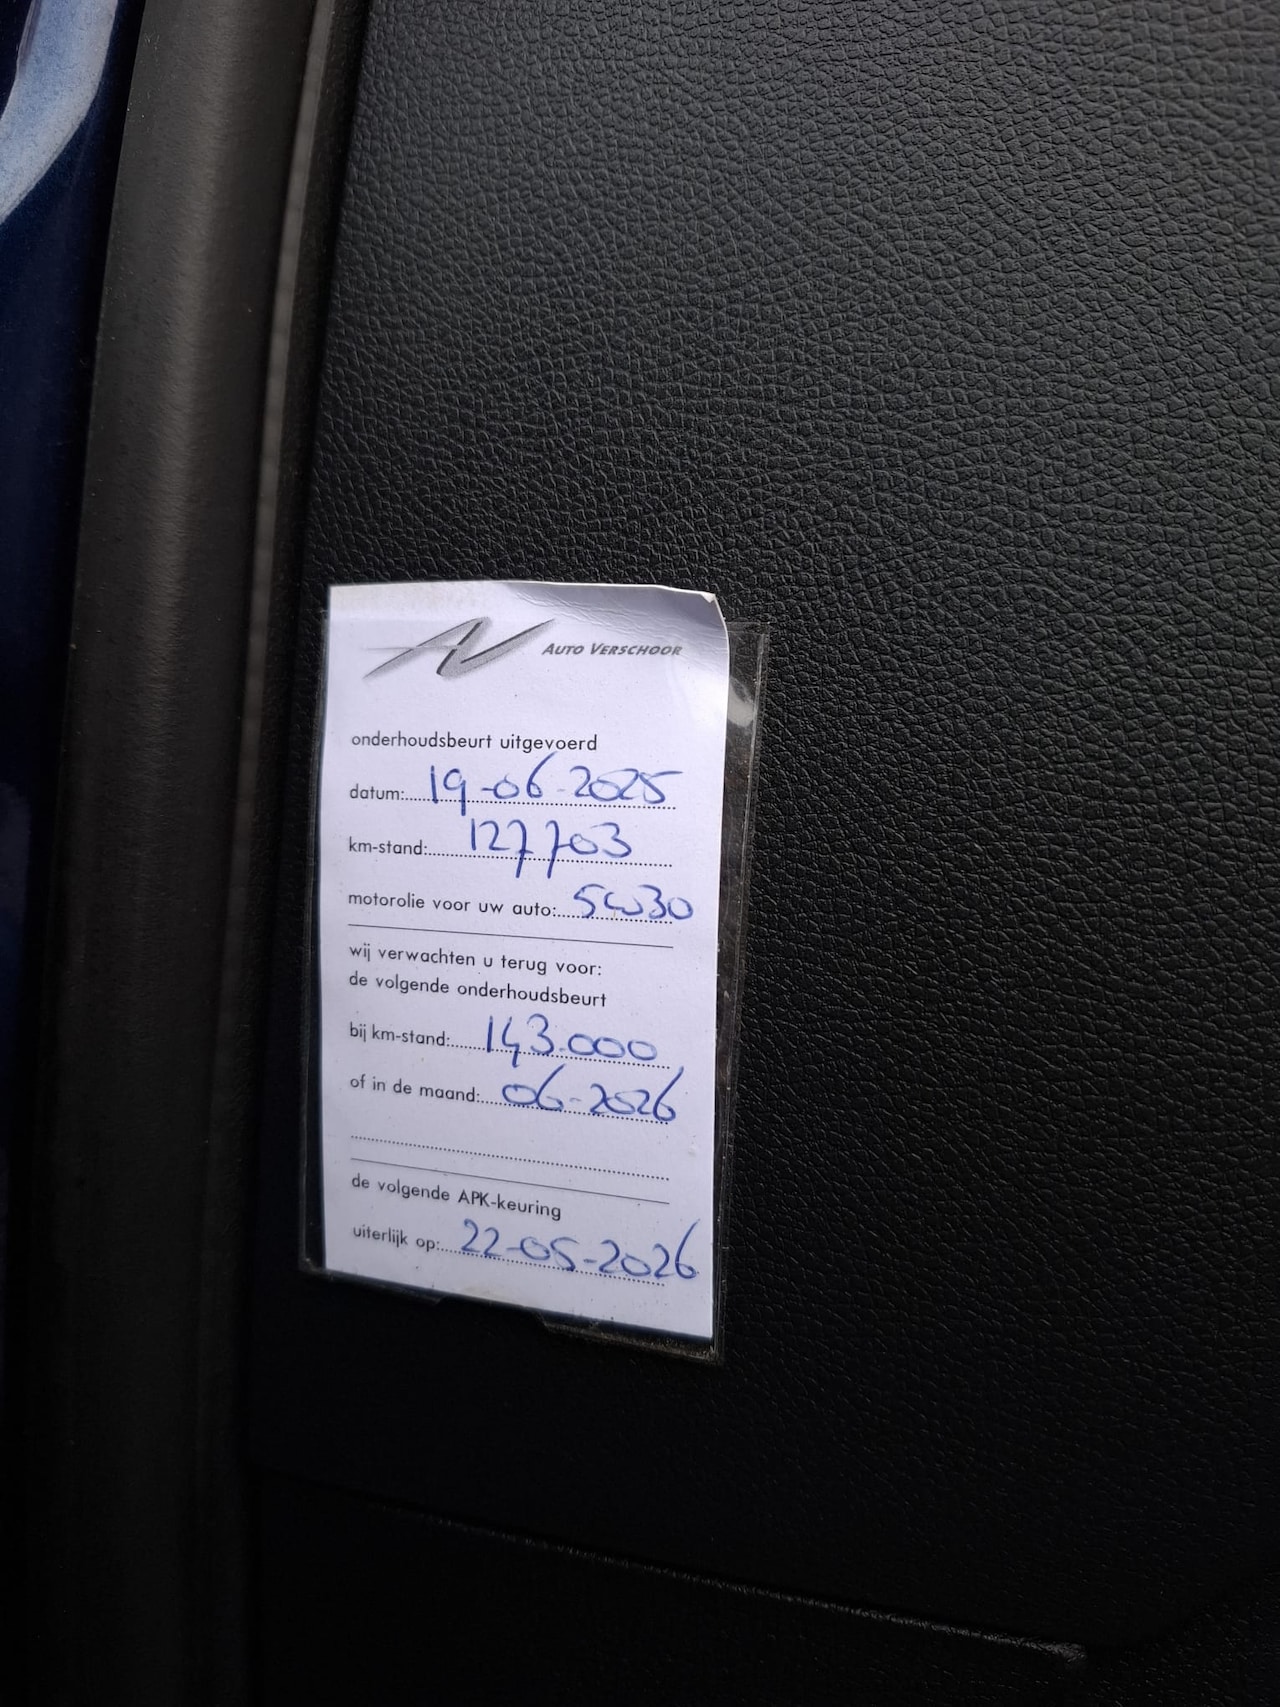 AV AUTO VERSCHOOR
onderhoudsbeurt uitgevoerd
datum: 19-06-2025
km-stand: 127703
motorolie voor uw auto: 5W30
wij verwachten u terug voor:
de volgende onderhoudsbeurt
bij km-stand: 143.000
of in de maand: 06-2026
de volgende APK-keuring
uiterlijk op: 22-05-2026